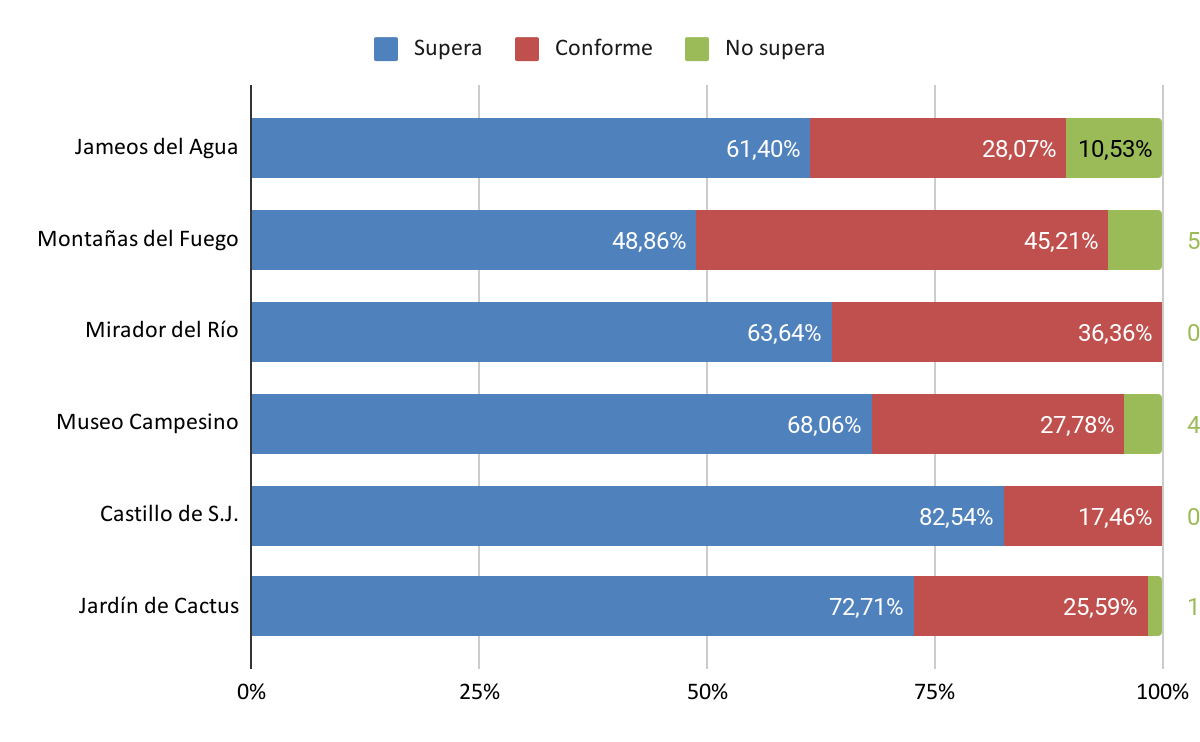 Supera Conforme No supera
Jameos del Agua 61,40% 28,07% 10,53%
Montañas del Fuego 48,86% 45,21% 5
Mirador del Río 63,64% 36,36% 0
Museo Campesino 68,06% 27,78% 4
Castillo de S.J. 82,54% 17,46% 0
Jardín de Cactus 72,71% 25,59% 1
0% 25% 50% 75% 100%